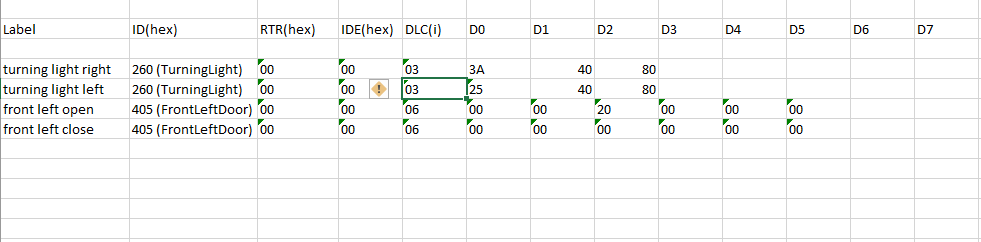 Label ID(hex) RTR(hex) IDE(hex) DLC(i) D0 D1 D2 D3 D4 D5 D6 D7
turning light right 260 (TurningLight) 00 00 03 3A 40 80
turning light left 260 (TurningLight) 00 00 03 25 40 80
front left open 405 (FrontLeftDoor) 00 00 06 00 00 20 00 00 00
front left close 405 (FrontLeftDoor) 00 00 06 00 00 00 00 00 00